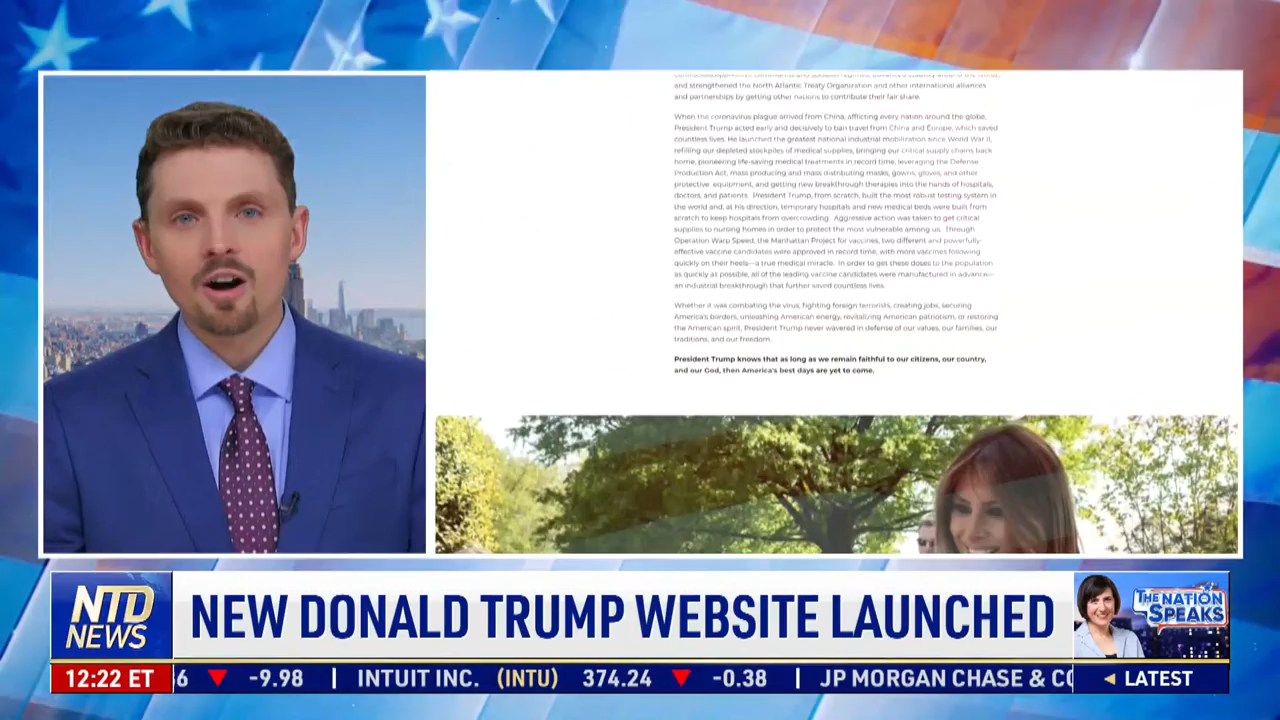 and strengthened the North Atlantic Treaty Organization and other international alliances
and partnerships by getting other nations to contribute their fair share.
When the coronavirus plague arrived from China, afflicting every nation around the globe,
President Trump acted early and decisively to ban travel from China and Europe, which saved
countless lives. He launched the greatest national industrial mobilization since World War II,
refilling our depleted stockpiles of medical supplies, bringing our critical supply chains back
home, pioneering life-saving medical treatments in record time, leveraging the Defense
Production Act, mass producing and mass distributing masks, gowns, gloves, and other
protective equipment, and getting new breakthrough therapies into the hands of hospitals,
doctors, and patients. President Trump, from scratch, built the most robust testing system in
the world and, at his direction, temporary hospitals and new medical beds were built from
scratch to keep hospitals from overcrowding. Aggressive action was taken to get critical
supplies to nursing homes in order to protect the most vulnerable among us. Through
Operation Warp Speed, the Manhattan Project for vaccines, two different and powerfully-
effective vaccine candidates were approved in record time, with more vaccines following
quickly on their heels—a true medical miracle. In order to get these doses to the population
as quickly as possible, all of the leading vaccine candidates were manufactured in advance—
an industrial breakthrough that further saved countless lives.
Whether it was combating the virus, fighting foreign terrorists, creating jobs, securing
America's borders, unleashing American energy, revitalizing American patriotism, or restoring
the American spirit, President Trump never wavered in defense of our values, our families, our
traditions, and our freedom.
President Trump knows that as long as we remain faithful to our citizens, our country,
and our God, then America's best days are yet to come.
NTD
NEWS
NEW DONALD TRUMP WEBSITE LAUNCHED
THE NATION
SPEAKS
12:22 ET
6 ▼ -9.98 | INTUIT INC. (INTU) 374.24 ▼ -0.38 | JP MORGAN CHASE & CO
◄ LATEST